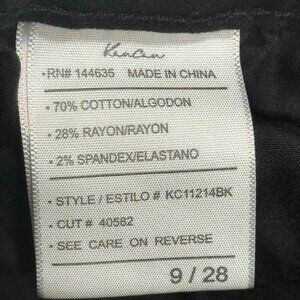 KanCan
• RN# 144635 MADE IN CHINA
• 70% COTTON/ALGODON
• 28% RAYON/RAYON
• 2% SPANDEX/ELASTANO
• STYLE / ESTILO # KC11214BK
• CUT # 40582
• SEE CARE ON REVERSE
9 / 28